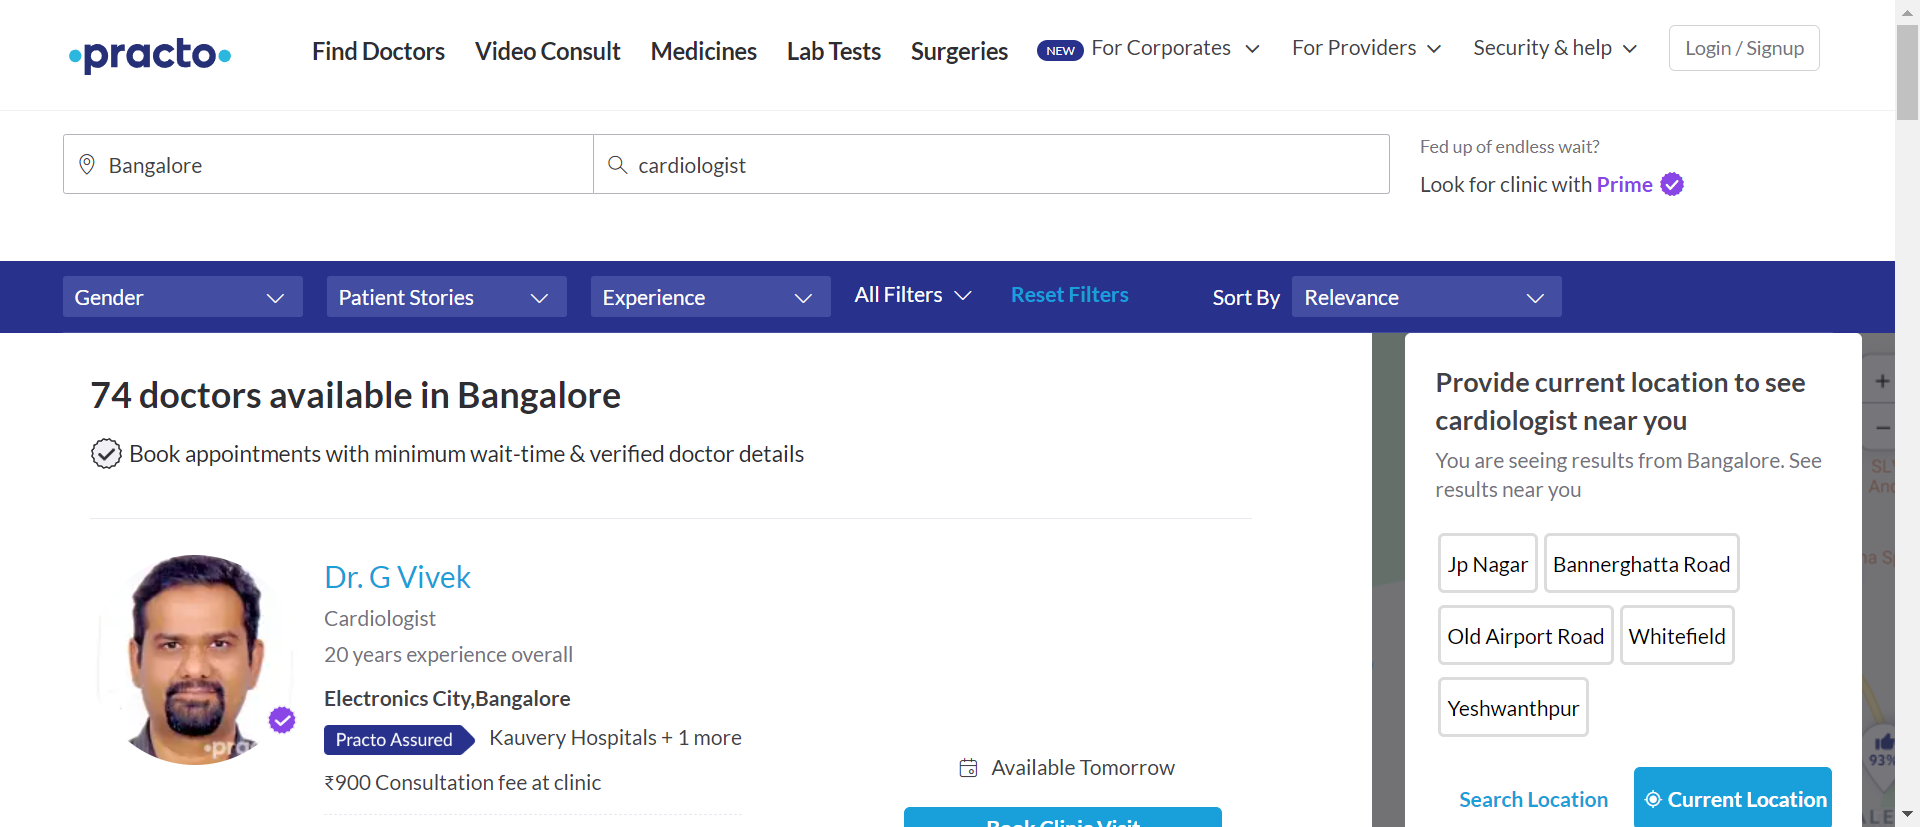 practo
Find Doctors
Video Consult
Medicines
Lab Tests
Surgeries
NEW
For Corporates
For Providers
Security & help
Login / Signup
Bangalore
cardiologist
Fed up of endless wait?
Look for clinic with Prime
Gender
Patient Stories
Experience
All Filters
Reset Filters
Sort By
Relevance
74 doctors available in Bangalore
Book appointments with minimum wait-time & verified doctor details
Dr. G Vivek
Cardiologist
20 years experience overall
Electronics City,Bangalore
Practo Assured
Kauvery Hospitals + 1 more
₹900 Consultation fee at clinic
Available Tomorrow
Book Clinic Visit
Provide current location to see
cardiologist near you
You are seeing results from Bangalore. See
results near you
Jp Nagar
Bannerghatta Road
Old Airport Road
Whitefield
Yeshwanthpur
Search Location
Current Location
93%